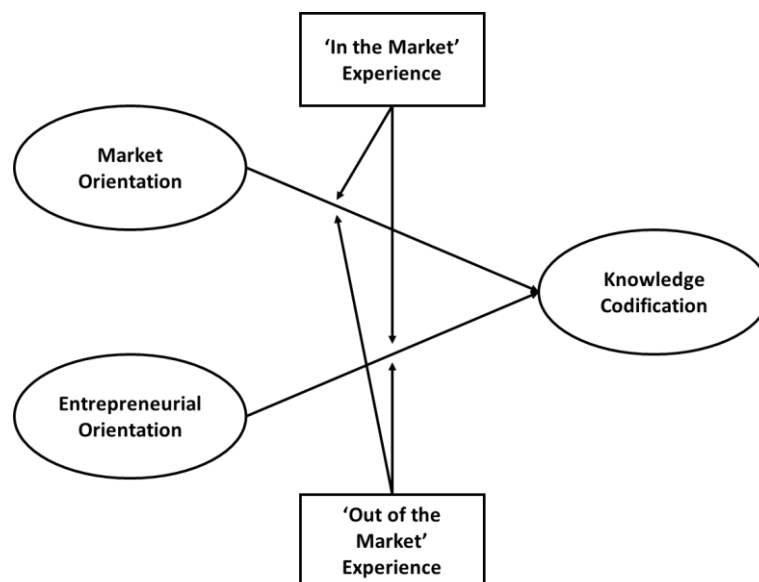 ‘In the Market’
Experience
Market
Orientation
Knowledge
Codification
Entrepreneurial
Orientation
‘Out of the
Market’
Experience